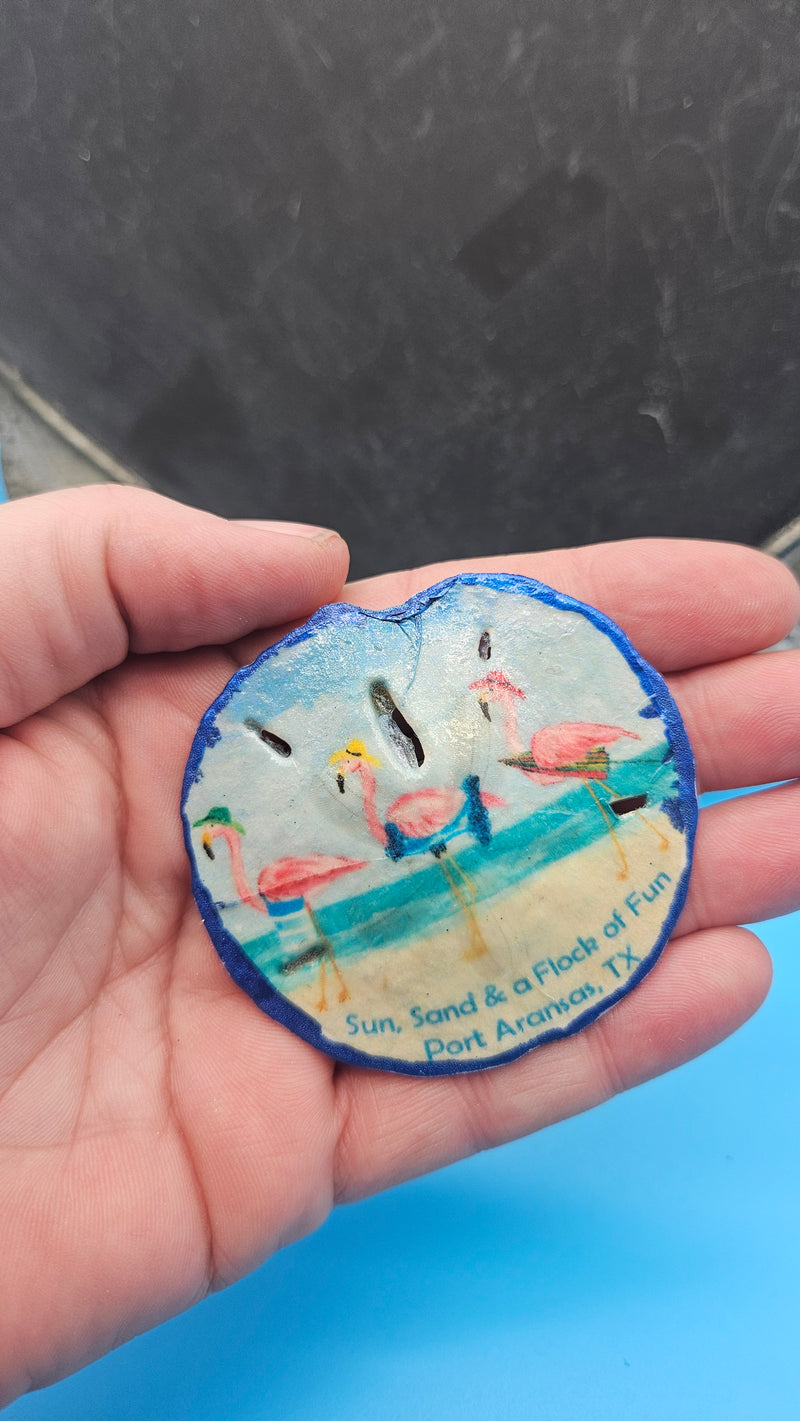 Sun, Sand & a Flock of Fun
Port Aransas, TX